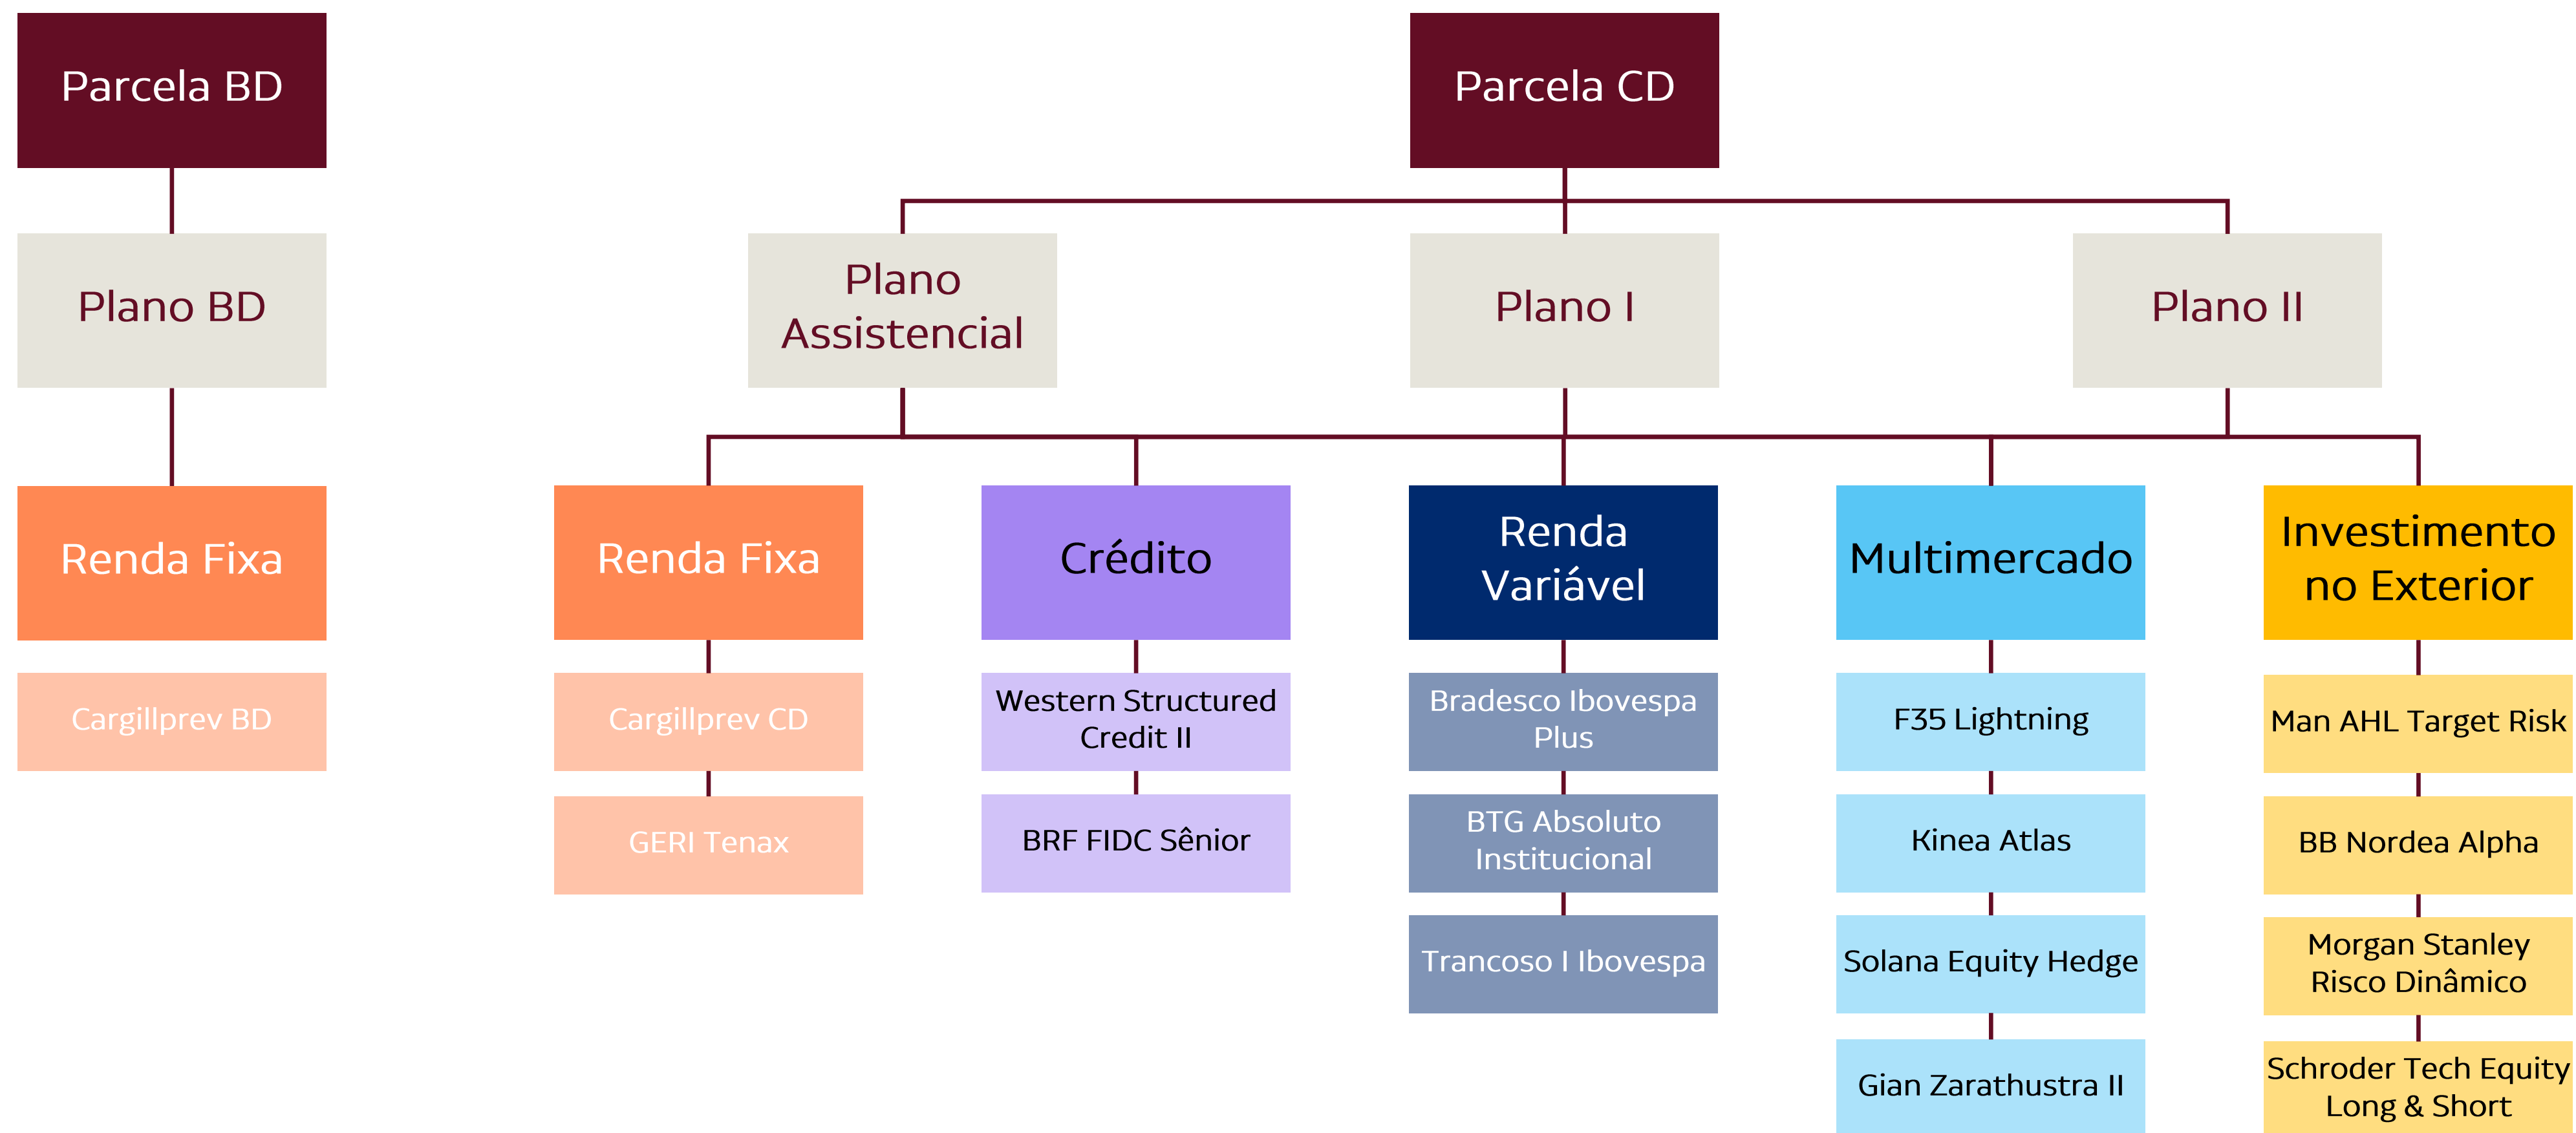 Parcela BD
Parcela CD
Plano BD
Plano
Assistencial
Plano I
Plano II
Renda Fixa
Renda Fixa
Crédito
Renda
Variável
Multimercado
Investimento
no Exterior
Cargillprev BD
Cargillprev CD
Western Structured
Credit II
Bradesco Ibovespa
Plus
F35 Lightning
Man AHL Target Risk
GERI Tenax
BRF FIDC Sênior
BTG Absoluto
Institucional
Kinea Atlas
BB Nordea Alpha
Trancoso I Ibovespa
Solana Equity Hedge
Morgan Stanley
Risco Dinâmico
Gian Zarathustra II
Schroder Tech Equity
Long & Short